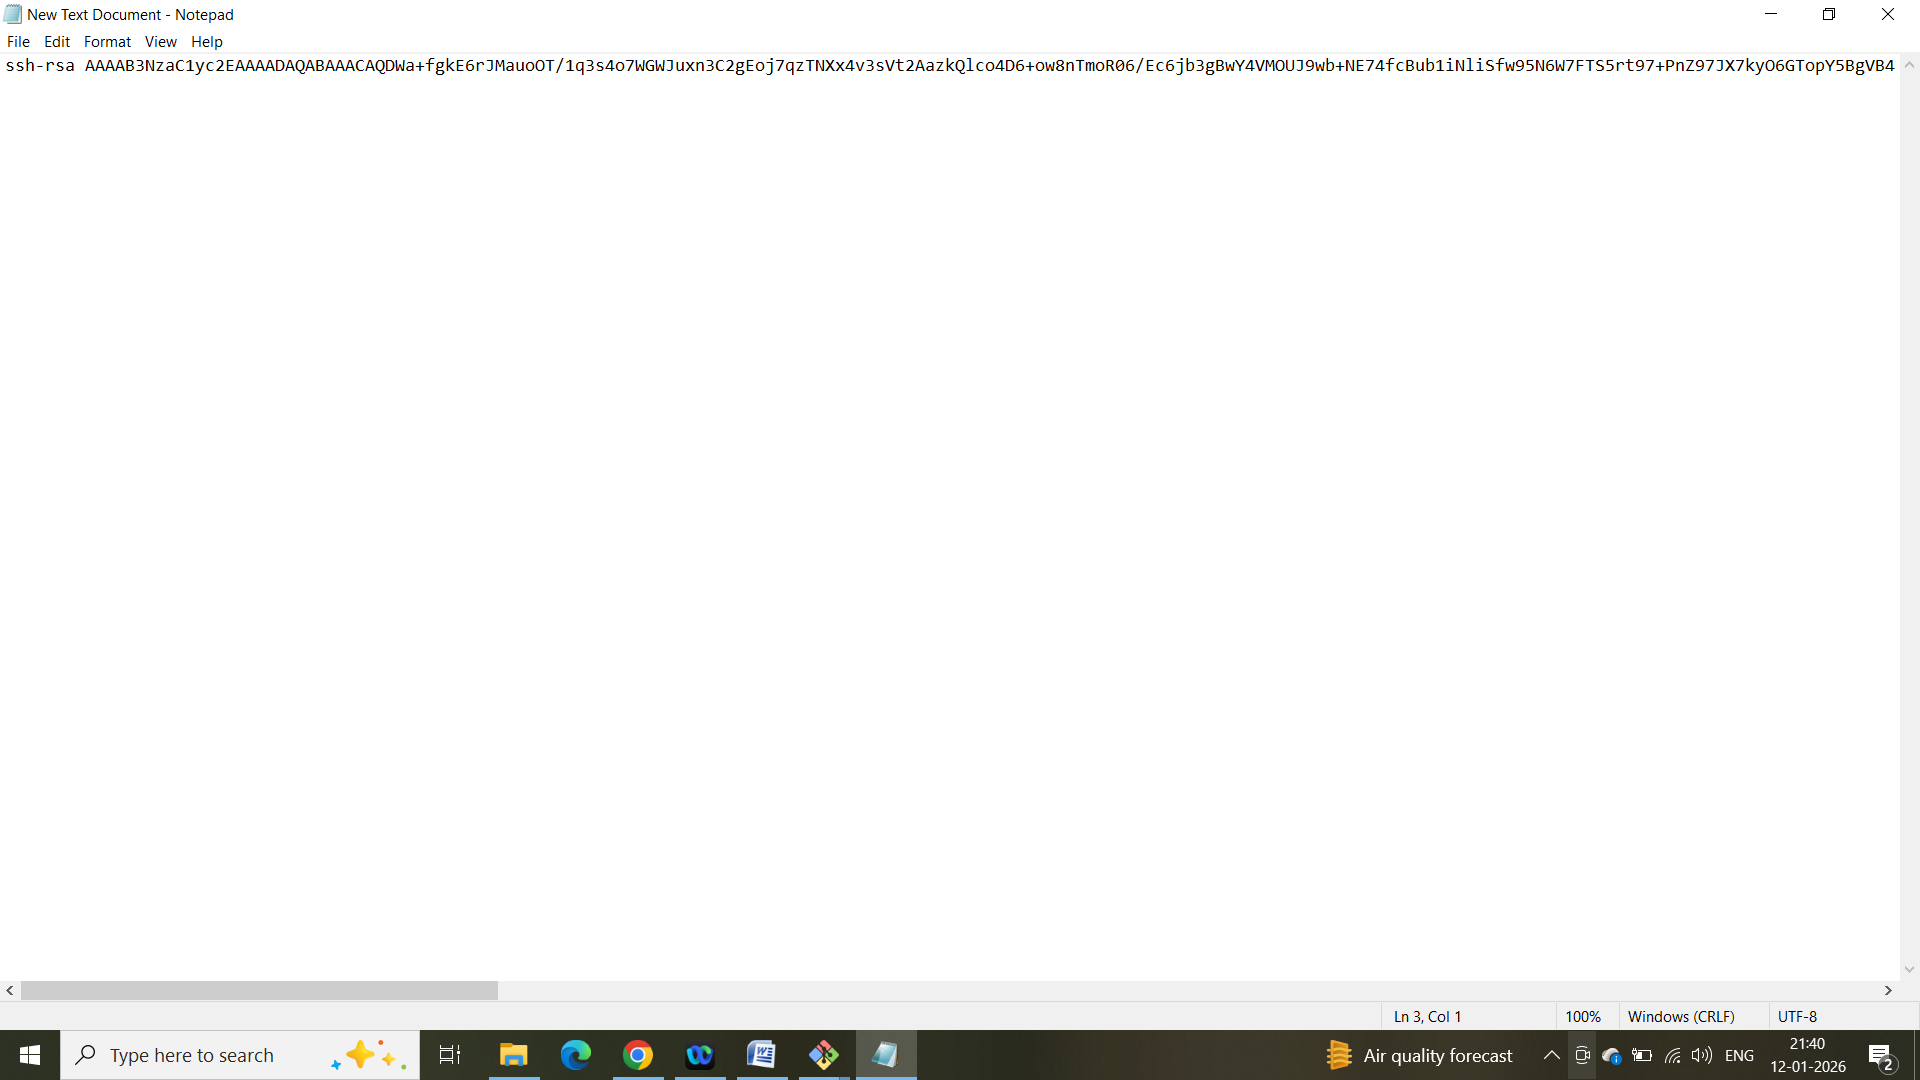 New Text Document - Notepad
File Edit Format View Help
ssh-rsa AAAAB3NzaC1yc2EAAAADAQABAAACAQDWa+fgkE6rJMauoOT/1q3s4o7WGWJuxn3C2gEoj7qzTNXx4v3sVt2AazkQlco4D6+ow8nTmoR06/Ec6jb3gBwY4VMOUJ9wb+NE74fcBub1iNliSfw95N6W7FTS5rt97+PnZ97JX7kyO6GTopY5BgVB4
Ln 3, Col 1 100% Windows (CRLF) UTF-8
Type here to search
Air quality forecast
ENG
21:40
12-01-2026
2